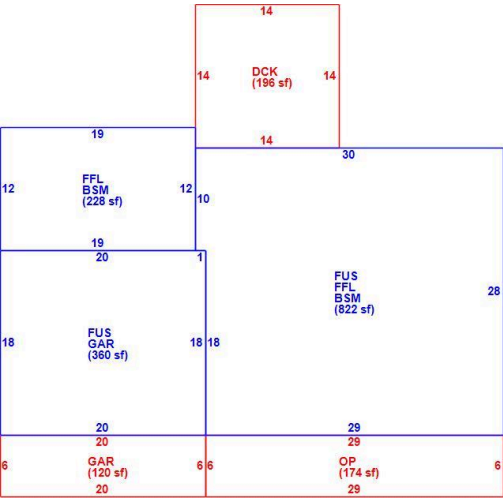 14
14 DCK 14
(196 sf)
14
19
30
12 FFL 12
BSM
(228 sf)
10
19
20 1
FUS
FFL
BSM
(822 sf)
28
FUS
18 GAR 18 18
(360 sf)
20 29
20 29
6 GAR 6 6 OP 6
(120 sf) (174 sf)
20 29